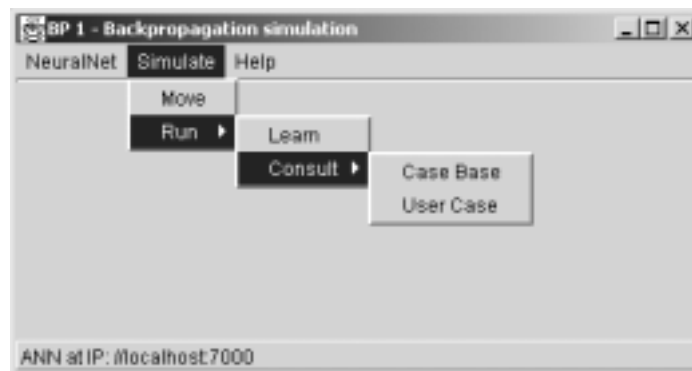 BP 1 - Backpropagation simulation
NeuralNet Simulate Help
Move
Run
Learn
Consult
Case Base
User Case
ANN at IP: //localhost:7000